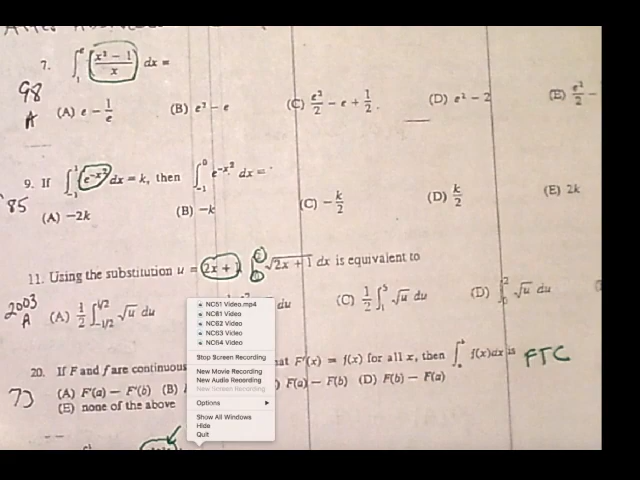 7. ∫₁ᵉ (x² − 1)/x dx =
98
A
(A) e − 1/e (B) e² − e (C) e²/2 − e + 1/2. (D) e² − 2 (E) e²/2 −
9. If ∫₋₁¹ e^(−x²) dx = k, then ∫₋₁⁰ e^(−x²) dx =
'85
(A) −2k (B) −k (C) −k/2 (D) k/2 (E) 2k
11. Using the substitution u = 2x + 1 ∫ √(2x + 1) dx is equivalent to
2003
A
(A) 1/2 ∫₋₁/₂^1/2 √u du du (C) 1/2 ∫₁⁵ √u du (D) ∫₀² √u du
NC51 Video.mp4
NC61 Video
NC62 Video
NC63 Video
NC64 Video
Stop Screen Recording
New Movie Recording
New Audio Recording
New Screen Recording
Options
Show All Windows
Hide
Quit
20. If F and f are continuous at F'(x) = f(x) for all x, then ∫ₐᵇ f(x)dx is FTC
73
(A) F'(a) − F'(b) (B) F(a) − F(b) (D) F(b) − F(a)
(E) none of the above